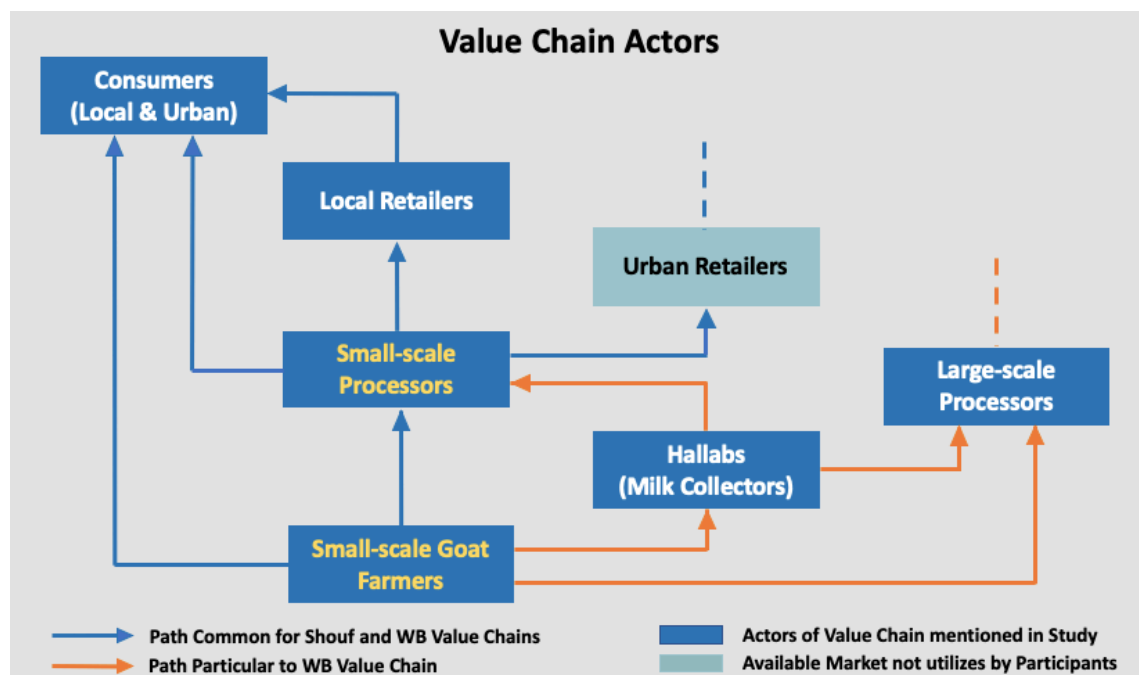 Value Chain Actors
Consumers
(Local & Urban)
Local Retailers
Urban Retailers
Small-scale
Processors
Large-scale
Processors
Hallabs
(Milk Collectors)
Small-scale Goat
Farmers
Path Common for Shouf and WB Value Chains
Path Particular to WB Value Chain
Actors of Value Chain mentioned in Study
Available Market not utilizes by Participants